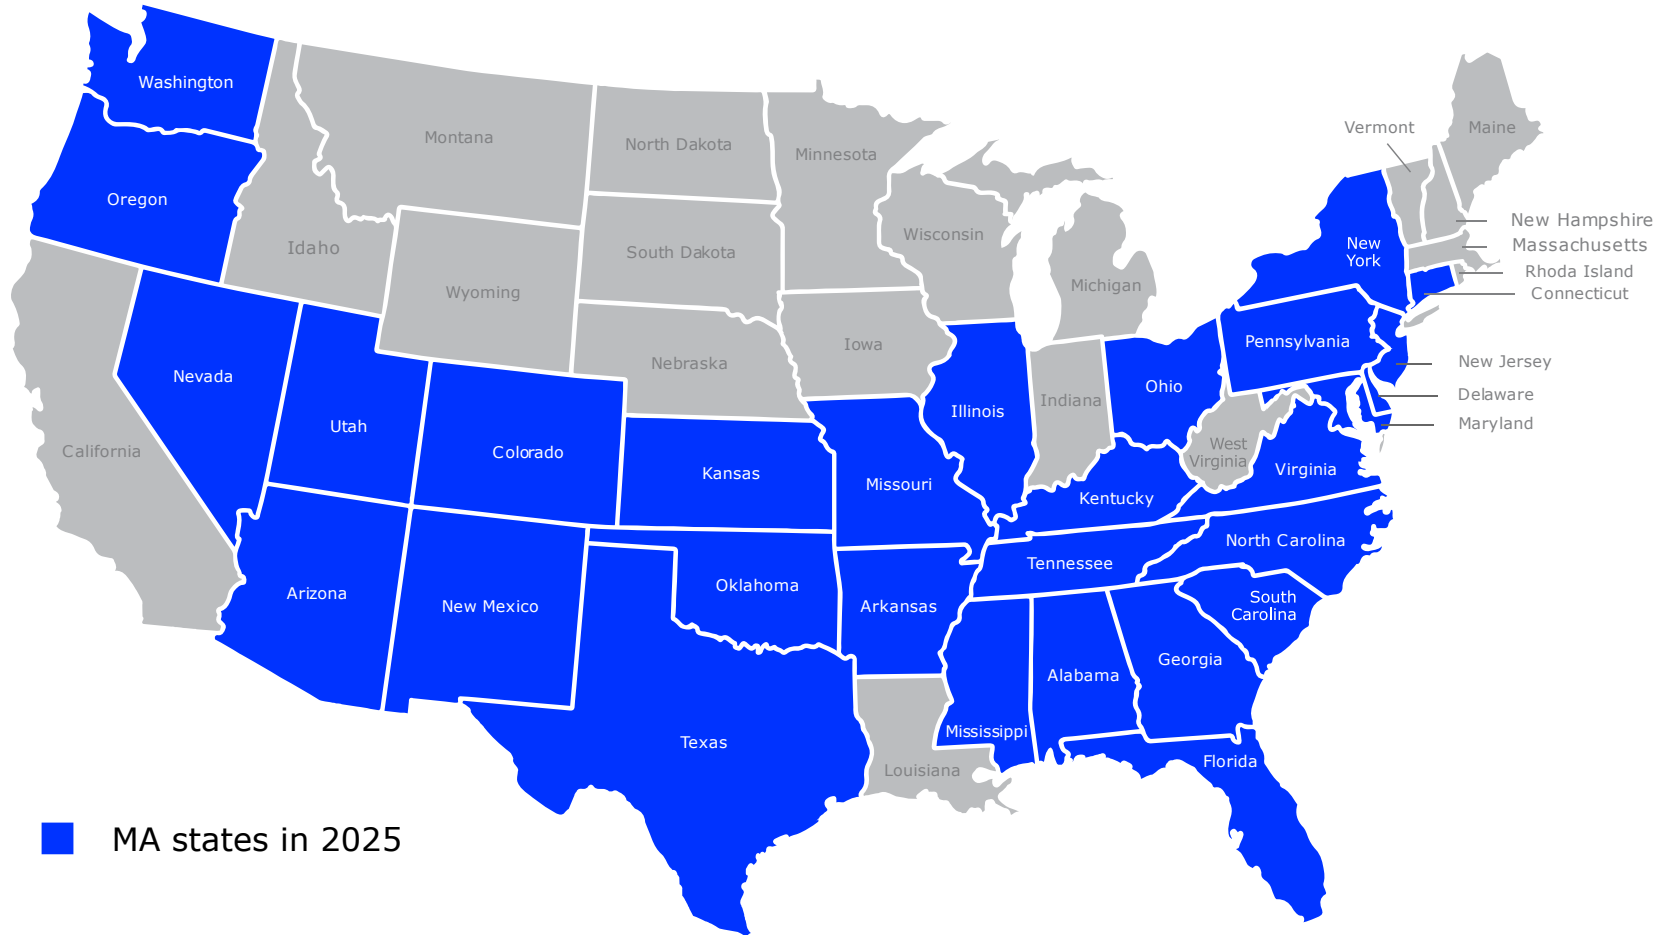 Washington
Montana
North Dakota
Minnesota
Vermont
Maine
Oregon
Idaho
South Dakota
Wisconsin
New
York
New Hampshire
Massachusetts
Rhode Island
Connecticut
Wyoming
Michigan
Nevada
Nebraska
Iowa
Pennsylvania
New Jersey
Utah
Illinois
Indiana
Ohio
Delaware
Maryland
California
Colorado
Kansas
Missouri
West
Virginia
Virginia
Kentucky
Arizona
New Mexico
Oklahoma
Arkansas
Tennessee
North Carolina
South
Carolina
Texas
Louisiana
Mississippi
Alabama
Georgia
Florida
MA states in 2025